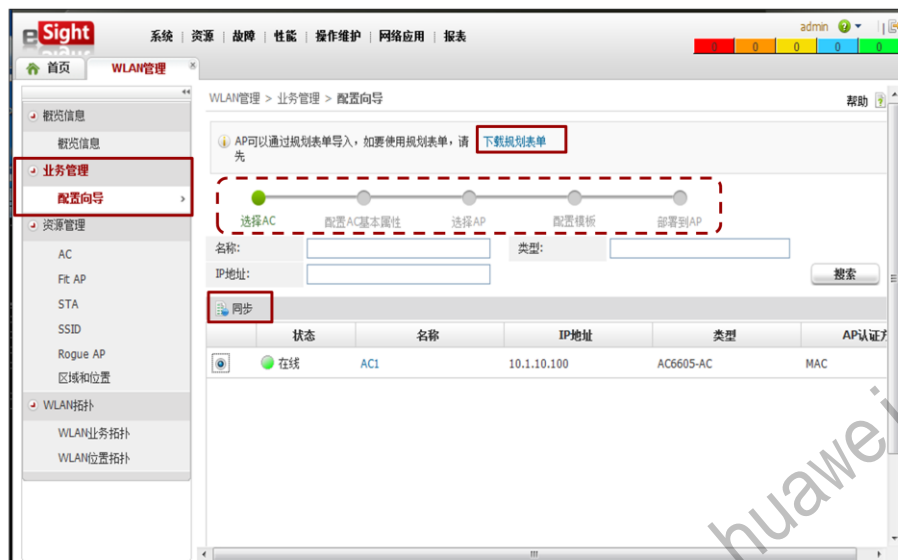 eSight
系统 | 资源 | 故障 | 性能 | 操作维护 | 网络应用 | 报表
admin
0 0 0 0 0
首页 WLAN管理
概览信息
概览信息
业务管理
配置向导
资源管理
AC
Fit AP
STA
SSID
Rogue AP
区域和位置
WLAN拓扑
WLAN业务拓扑
WLAN位置拓扑
WLAN管理 > 业务管理 > 配置向导
帮助
AP可以通过规划表单导入，如要使用规划表单，请先 下载规划表单
选择AC 配置AC基本属性 选择AP 配置模板 部署到AP
名称: 类型:
IP地址:
搜索
同步
状态 名称 IP地址 类型 AP认证
在线 AC1 10.1.10.100 AC6605-AC MAC
huawei